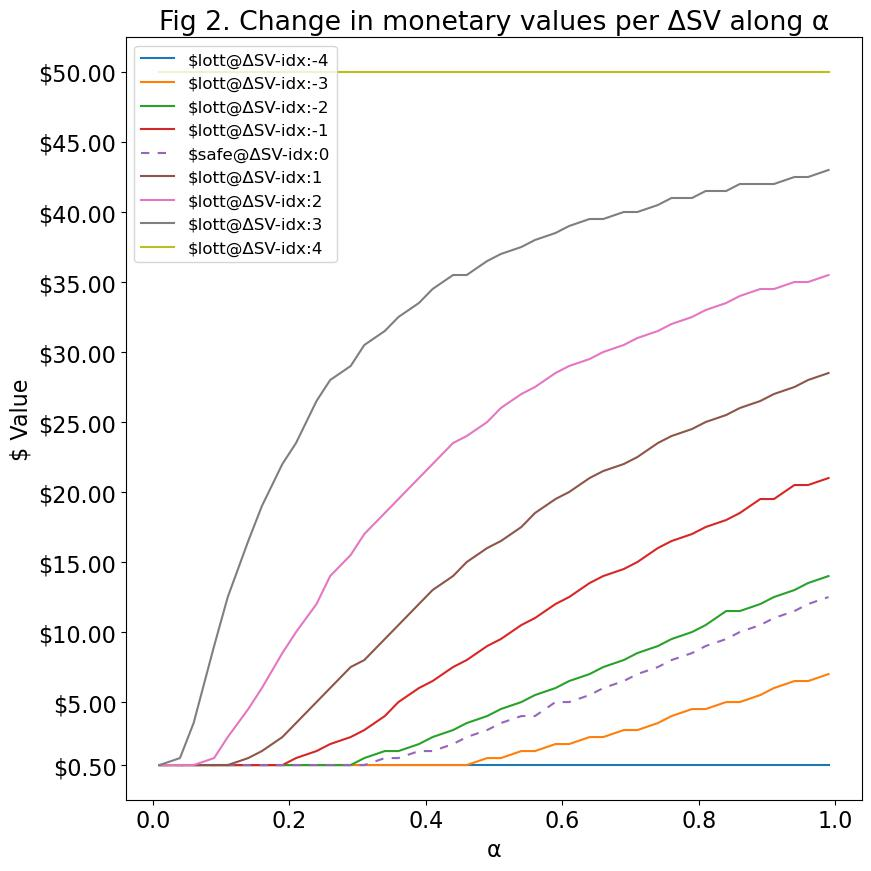 Fig 2. Change in monetary values per ΔSV along α
$lott@ΔSV-idx:-4
$lott@ΔSV-idx:-3
$lott@ΔSV-idx:-2
$lott@ΔSV-idx:-1
$safe@ΔSV-idx:0
$lott@ΔSV-idx:1
$lott@ΔSV-idx:2
$lott@ΔSV-idx:3
$lott@ΔSV-idx:4
$50.00
$45.00
$40.00
$35.00
$30.00
$25.00
$20.00
$15.00
$10.00
$5.00
$0.50
$ Value
0.0 0.2 0.4 0.6 0.8 1.0
α